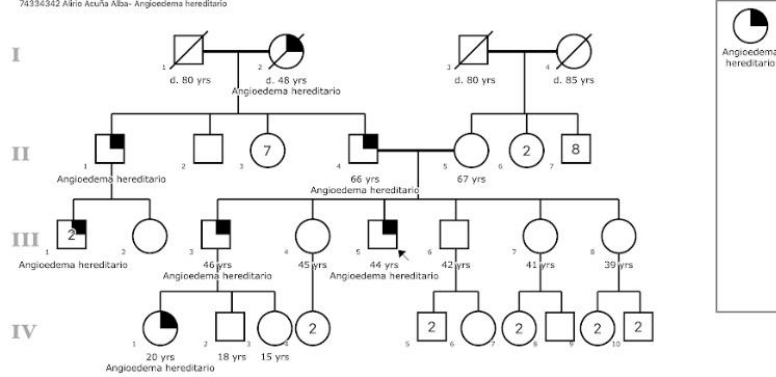 74334342 Alirio Acuña Alba- Angioedema hereditario
Angioedema
hereditario
I
1
2
3
4
d. 80 yrs
d. 48 yrs
d. 80 yrs
d. 85 yrs
Angioedema hereditario
II
7
2
8
1
2
3
4
5
6
7
66 yrs
67 yrs
Angioedema hereditario
Angioedema hereditario
III
2
1
2
3
4
5
6
7
8
46 yrs
45 yrs
44 yrs
42 yrs
41 yrs
39 yrs
Angioedema hereditario
Angioedema hereditario
Angioedema hereditario
IV
2
2
2
2
2
1
2
3
4
5
6
7
8
9
10
20 yrs
18 yrs
15 yrs
Angioedema hereditario